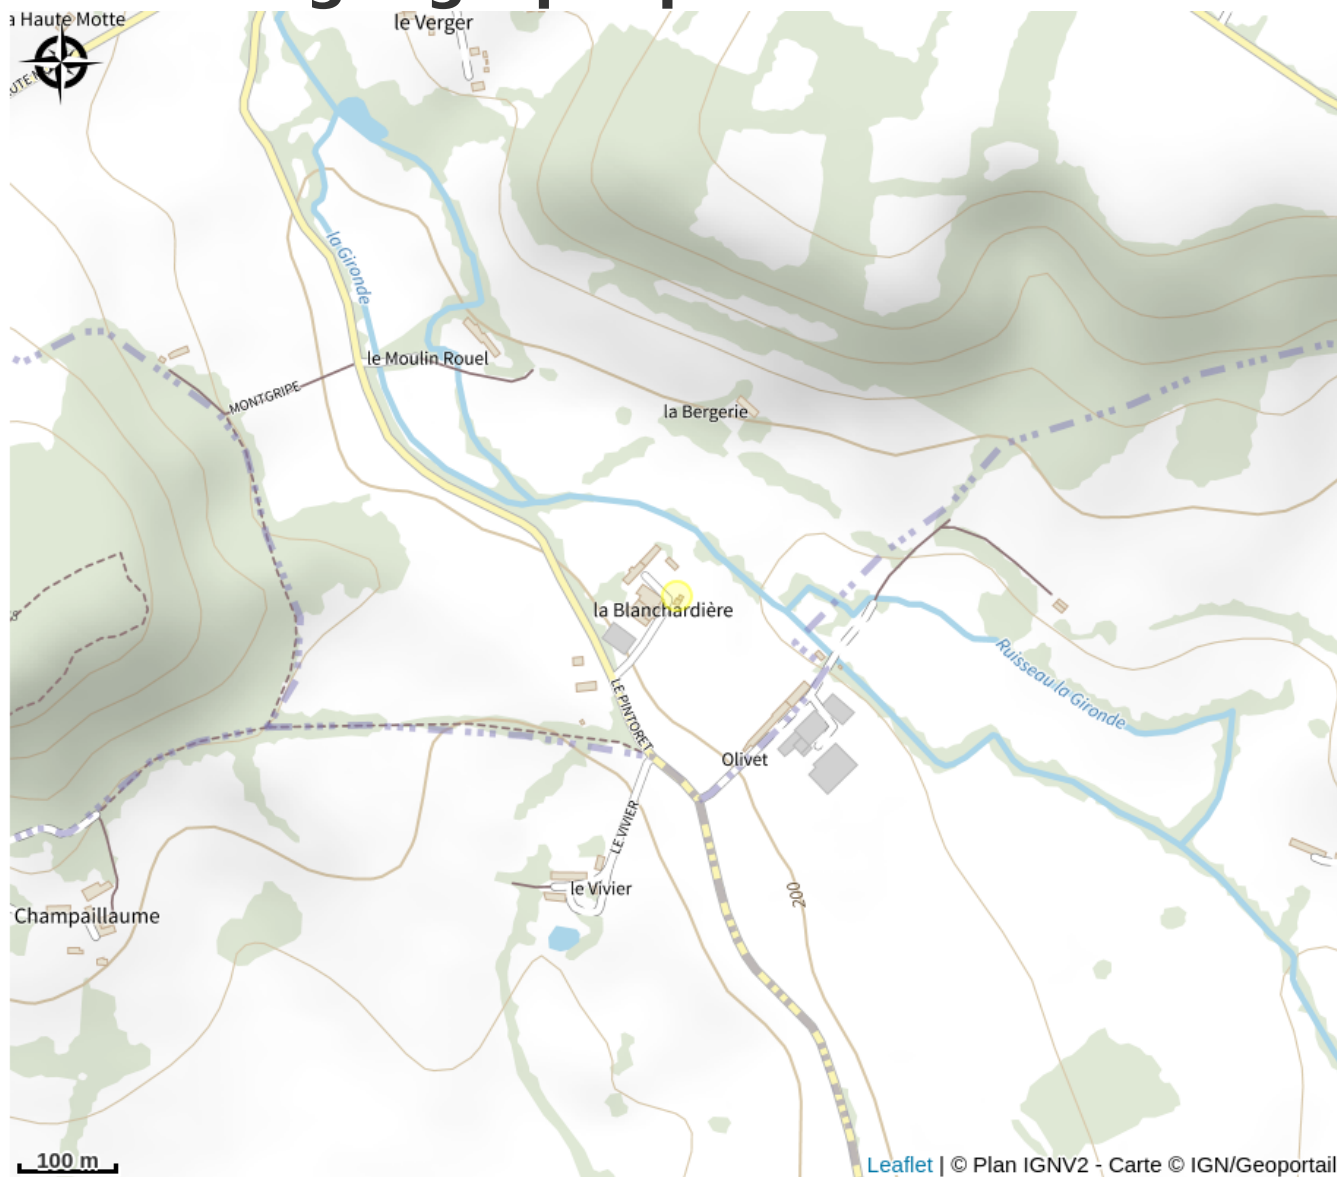 a Haute Motte
le Verger
la Gironde
le Moulin Rouel
MONTGRIPE
la Bergerie
la Blanchardière
LE PINTORET
Ruisseau la Gironde
Olivet
LE VIVIER
le Vivier
200
Champaillaume
100 m
Leaflet | © Plan IGNV2 - Carte © IGN/Geoportail